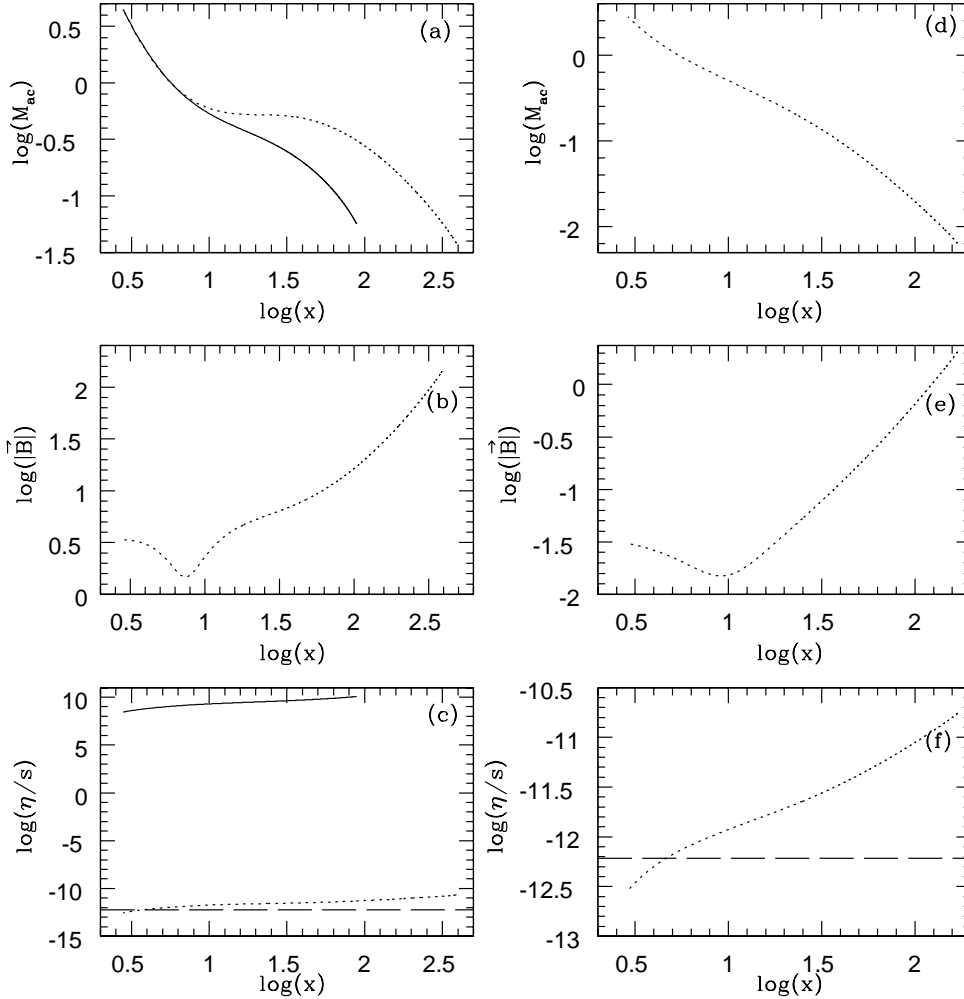 (a)
log(M_ac)
0.5
0
-0.5
-1
-1.5
0.5 1 1.5 2 2.5
log(x)
(d)
log(M_ac)
0
-1
-2
0.5 1 1.5 2
log(x)
(b)
log(|B⃗|)
2
1.5
1
0.5
0
0.5 1 1.5 2 2.5
log(x)
(e)
log(|B⃗|)
0
-0.5
-1
-1.5
-2
0.5 1 1.5 2
log(x)
(c)
log(η/s)
10
5
0
-5
-10
-15
0.5 1 1.5 2 2.5
log(x)
(f)
log(η/s)
-10.5
-11
-11.5
-12
-12.5
-13
0.5 1 1.5 2
log(x)